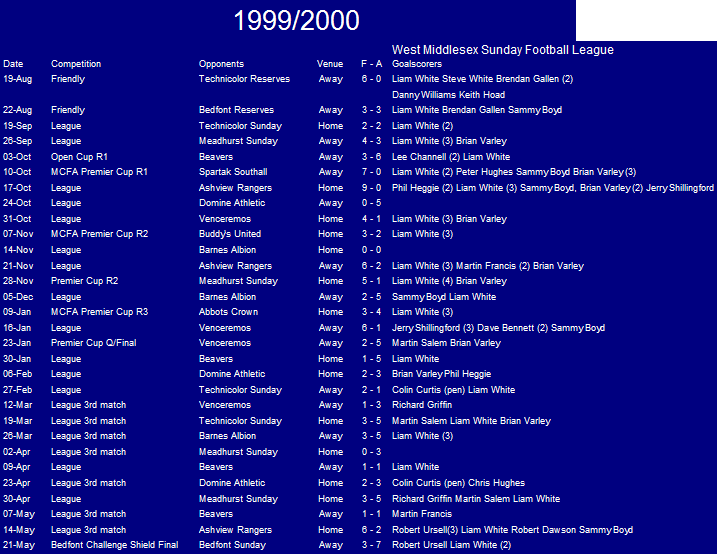 1999/2000
West Middlesex Sunday Football League
Date Competition Opponents Venue F - A Goalscorers
19-Aug Friendly Technicolor Reserves Away 6 - 0 Liam White Steve White Brendan Gallen (2)
Danny Williams Keith Hoad
22-Aug Friendly Bedfont Reserves Away 3 - 3 Liam White Brendan Gallen Sammy Boyd
19-Sep League Technicolor Sunday Home 2 - 2 Liam White (2)
26-Sep League Meadhurst Sunday Away 4 - 3 Liam White (3) Brian Varley
03-Oct Open Cup R1 Beavers Away 3 - 6 Lee Channell (2) Liam White
10-Oct MCFA Premier Cup R1 Spartak Southall Away 7 - 0 Liam White (2) Peter Hughes Sammy Boyd Brian Varley (3)
17-Oct League Ashview Rangers Home 9 - 0 Phil Heggie (2) Liam White (3) Sammy Boyd, Brian Varley (2) Jerry Shillingford
24-Oct League Domine Athletic Away 0 - 5
31-Oct League Venceremos Home 4 - 1 Liam White (3) Brian Varley
07-Nov MCFA Premier Cup R2 Buddy's United Home 3 - 2 Liam White (3)
14-Nov League Barnes Albion Home 0 - 0
21-Nov League Ashview Rangers Away 6 - 2 Liam White (3) Martin Francis (2) Brian Varley
28-Nov Premier Cup R2 Meadhurst Sunday Home 5 - 1 Liam White (4) Brian Varley
05-Dec League Barnes Albion Away 2 - 5 Sammy Boyd Liam White
09-Jan MCFA Premier Cup R3 Abbots Crown Home 3 - 4 Liam White (3)
16-Jan League Venceremos Away 6 - 1 Jerry Shillingford (3) Dave Bennett (2) Sammy Boyd
23-Jan Premier Cup Q/Final Venceremos Away 2 - 5 Martin Salem Brian Varley
30-Jan League Beavers Home 1 - 5 Liam White
06-Feb League Domine Athletic Home 2 - 3 Brian Varley Phil Heggie
27-Feb League Technicolor Sunday Away 2 - 1 Colin Curtis (pen) Liam White
12-Mar League 3rd match Venceremos Away 1 - 3 Richard Griffin
19-Mar League 3rd match Technicolor Sunday Home 3 - 5 Martin Salem Liam White Brian Varley
26-Mar League 3rd match Barnes Albion Away 3 - 5 Liam White (3)
02-Apr League 3rd match Meadhurst Sunday Home 0 - 3
09-Apr League Beavers Away 1 - 1 Liam White
23-Apr League 3rd match Domine Athletic Home 2 - 3 Colin Curtis (pen) Chris Hughes
30-Apr League Meadhurst Sunday Home 3 - 5 Richard Griffin Martin Salem Liam White
07-May League 3rd match Beavers Away 1 - 1 Martin Francis
14-May League 3rd match Ashview Rangers Home 6 - 2 Robert Ursell(3) Liam White Robert Dawson Sammy Boyd
21-May Bedfont Challenge Shield Final Bedfont Sunday Away 3 - 7 Robert Ursell Liam White (2)